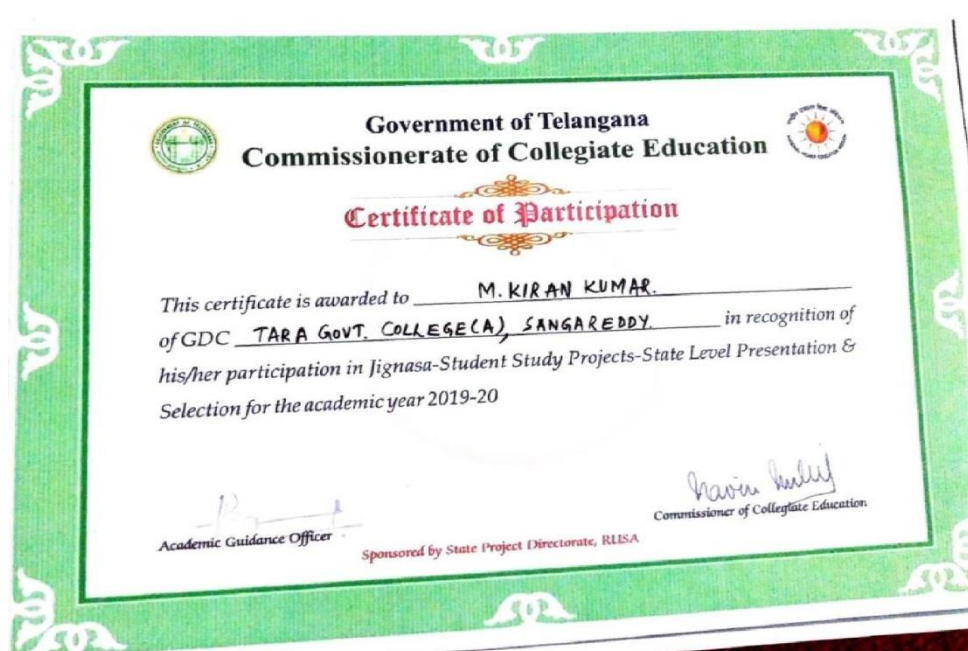 Government of Telangana
Commissionerate of Collegiate Education
Certificate of Participation
This certificate is awarded to M. KIRAN KUMAR.
of GDC TARA GOVT. COLLEGE(A), SANGAREDDY. in recognition of
his/her participation in Jignasa-Student Study Projects-State Level Presentation &
Selection for the academic year 2019-20
Academic Guidance Officer
Commissioner of Collegiate Education
Sponsored by State Project Directorate, RUSA